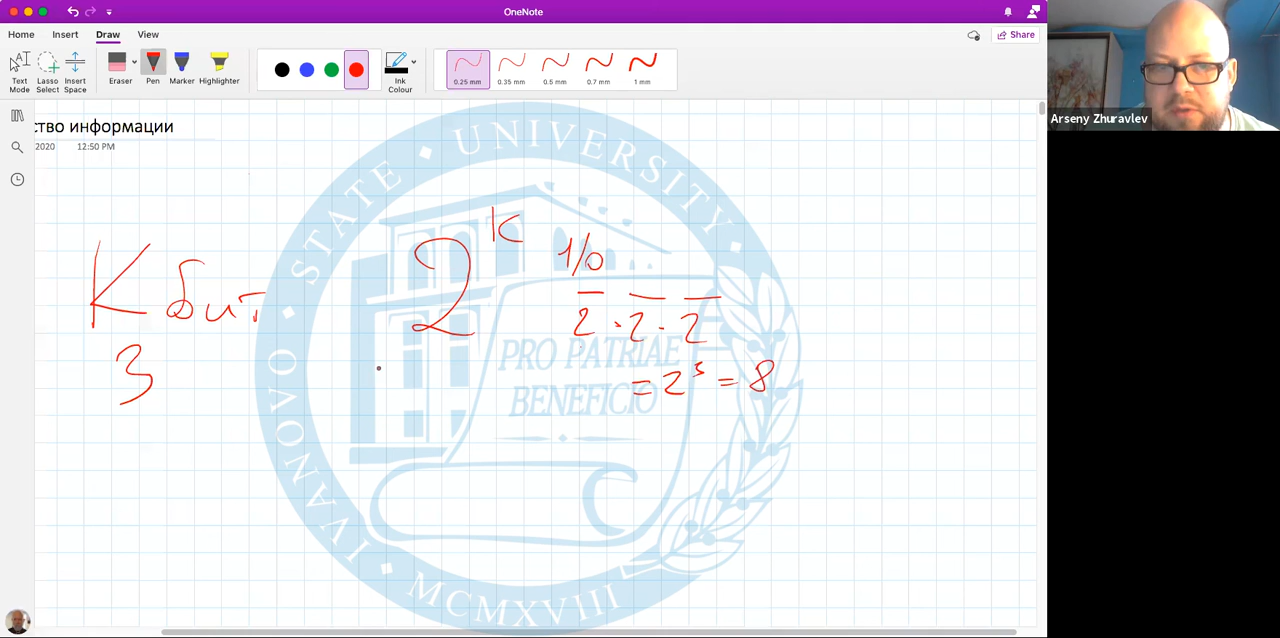 OneNote
Home Insert Draw View
Share
Text Mode
Lasso Select
Insert Space
Eraser
Pen
Marker
Highlighter
Ink Colour
0.25 mm
0.35 mm
0.5 mm
0.7 mm
1 mm
Arseny Zhuravlev
ство информации
2020 12:50 PM
IVANOVO STATE UNIVERSITY
К бит
3
2^K
1/0
2 · 2 · 2
= 2³ = 8
PRO PATRIAE
BENEFICIO
MCMXVIII